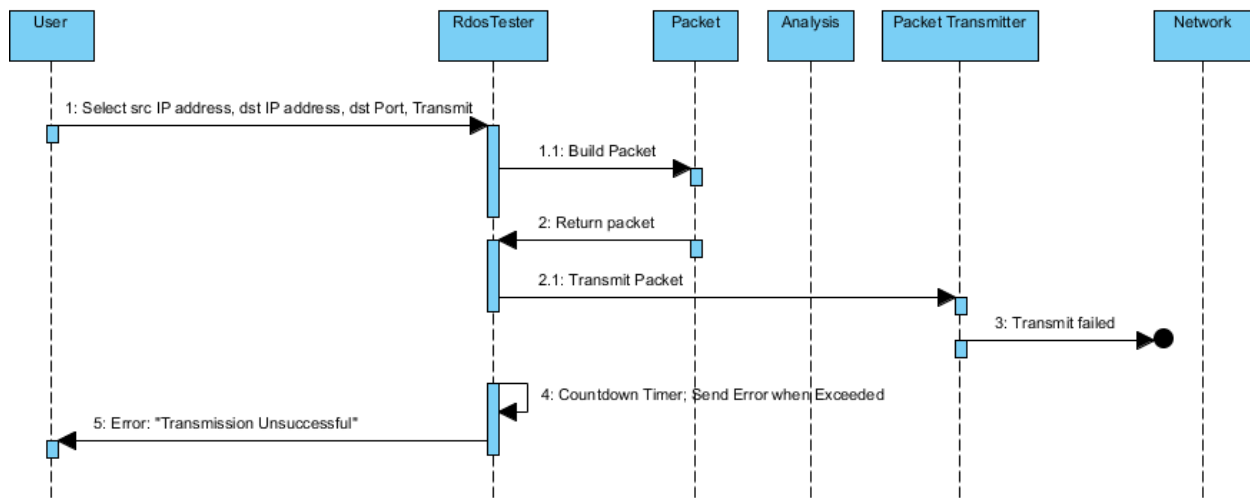 User
RdosTester
Packet
Analysis
Packet Transmitter
Network
1: Select src IP address, dst IP address, dst Port, Transmit
1.1: Build Packet
2: Return packet
2.1: Transmit Packet
3: Transmit failed
4: Countdown Timer; Send Error when Exceeded
5: Error: "Transmission Unsuccessful"